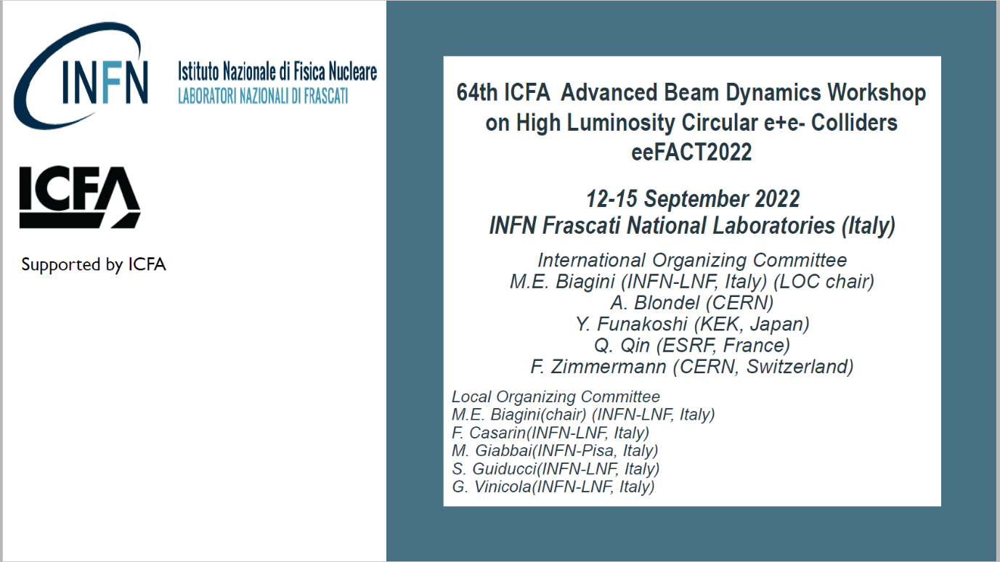 INFN
Istituto Nazionale di Fisica Nucleare
LABORATORI NAZIONALI DI FRASCATI
ICFA
Supported by ICFA
64th ICFA  Advanced Beam Dynamics Workshop
on High Luminosity Circular e+e- Colliders
eeFACT2022
12-15 September 2022
INFN Frascati National Laboratories (Italy)
International Organizing Committee
M.E. Biagini (INFN-LNF, Italy) (LOC chair)
A. Blondel (CERN)
Y. Funakoshi (KEK, Japan)
Q. Qin (ESRF, France)
F. Zimmermann (CERN, Switzerland)
Local Organizing Committee
M.E. Biagini(chair) (INFN-LNF, Italy)
F. Casarin(INFN-LNF, Italy)
M. Giabbai(INFN-Pisa, Italy)
S. Guiducci(INFN-LNF, Italy)
G. Vinicola(INFN-LNF, Italy)